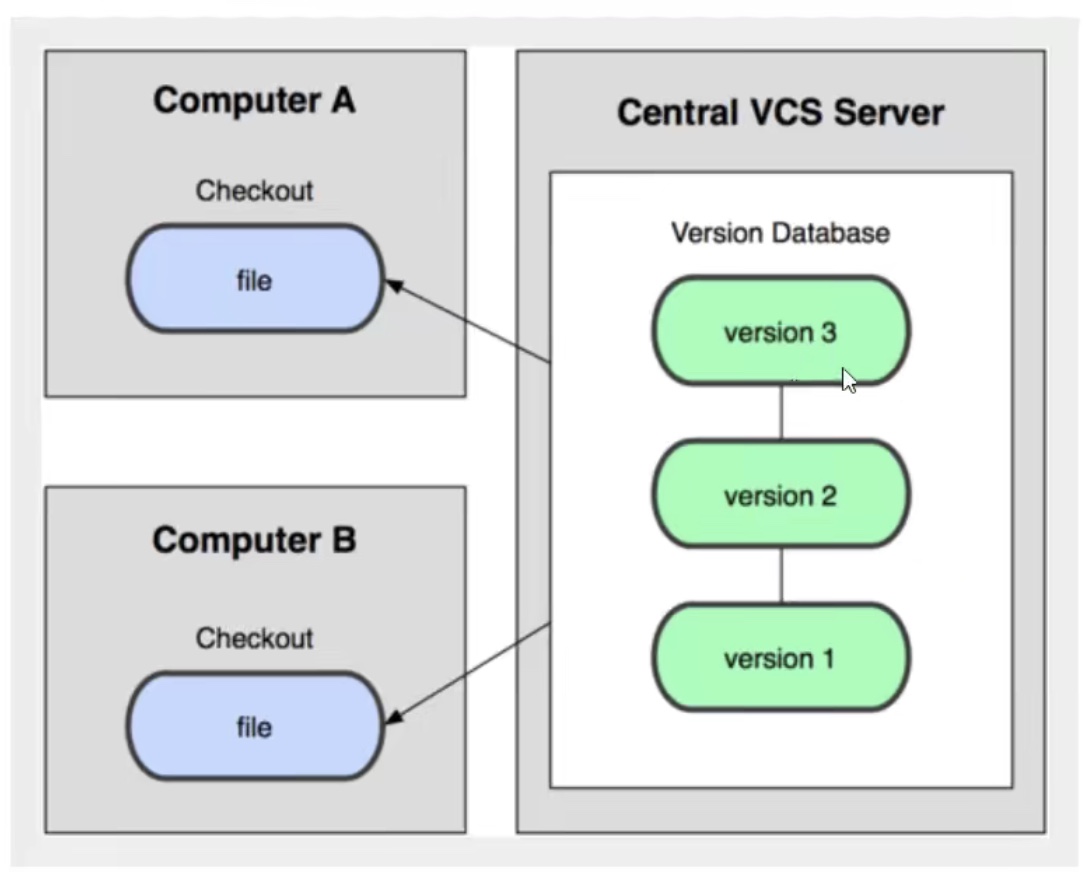 Computer A
Checkout
file
Computer B
Checkout
file
Central VCS Server
Version Database
version 3
version 2
version 1